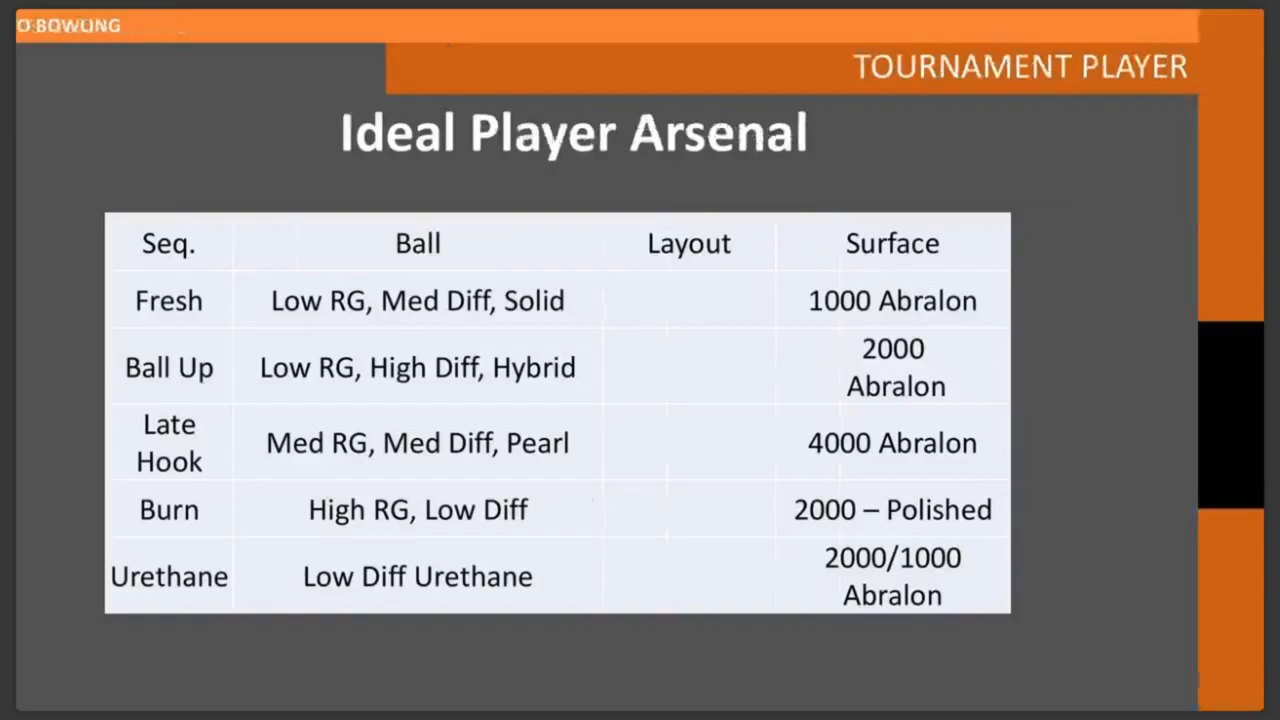 O BOWLING
TOURNAMENT PLAYER
Ideal Player Arsenal
Seq. Ball Layout Surface
Fresh Low RG, Med Diff, Solid 1000 Abralon
Ball Up Low RG, High Diff, Hybrid 2000
Abralon
Late
Hook Med RG, Med Diff, Pearl 4000 Abralon
Burn High RG, Low Diff 2000 – Polished
Urethane Low Diff Urethane 2000/1000
Abralon